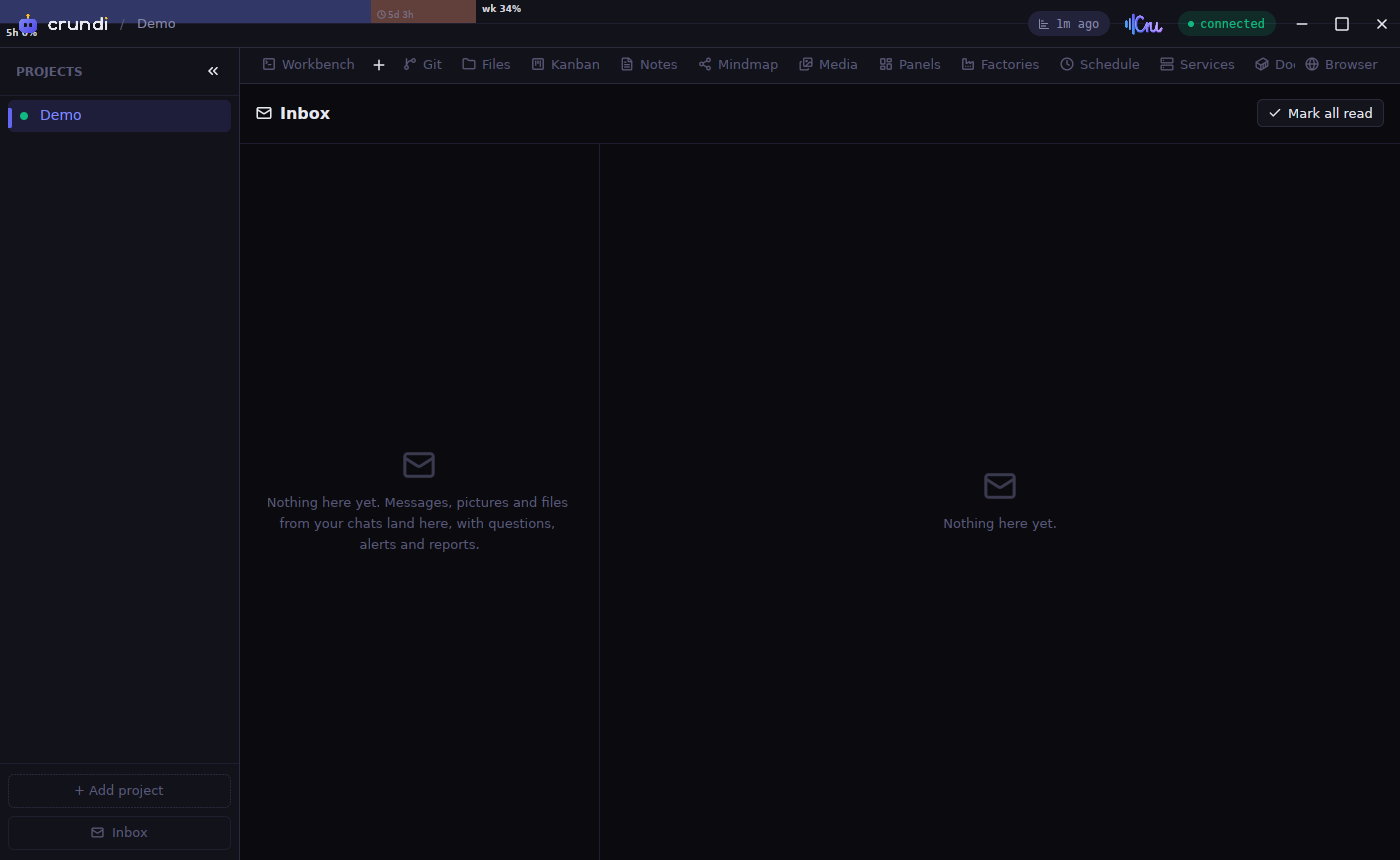 5d 3h
wk 34%
5h 6%
crundi / Demo
1m ago
Cru
connected
PROJECTS
Workbench
Git
Files
Kanban
Notes
Mindmap
Media
Panels
Factories
Schedule
Services
Browser
Demo
Inbox
Mark all read
Nothing here yet. Messages, pictures and files
from your chats land here, with questions,
alerts and reports.
Nothing here yet.
+ Add project
Inbox